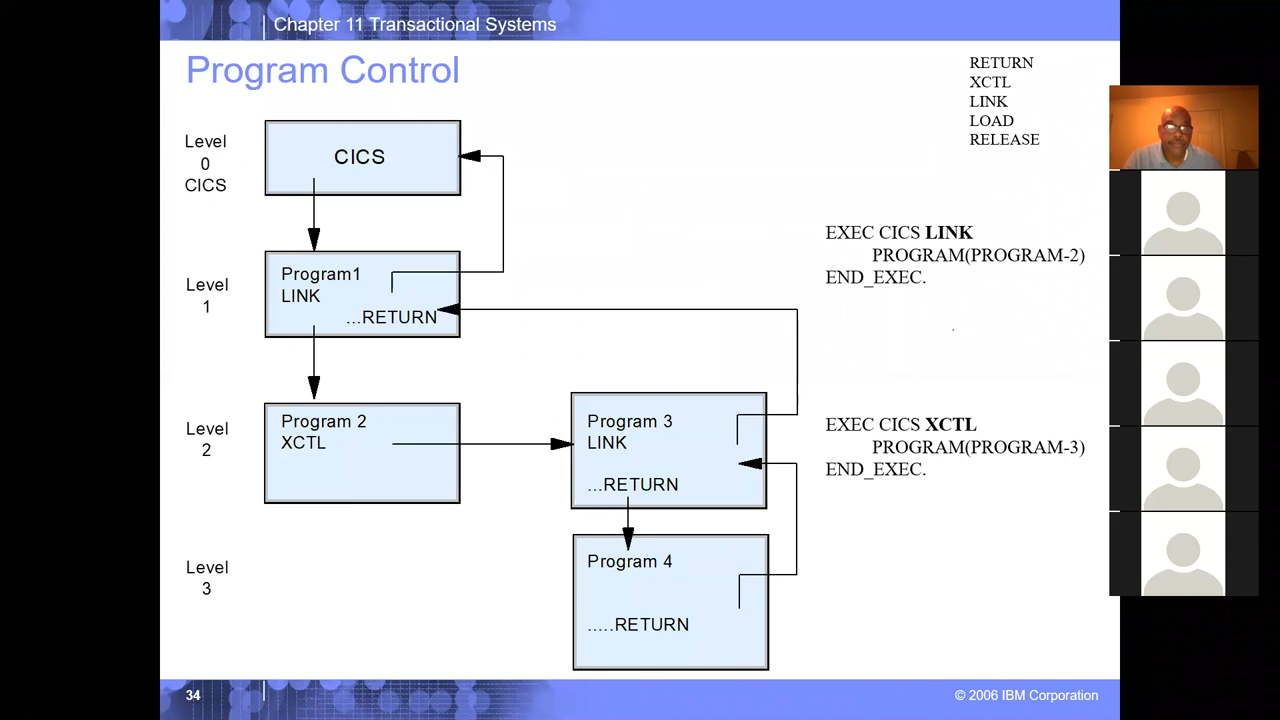 Chapter 11 Transactional Systems
Program Control
RETURN
XCTL
LINK
LOAD
RELEASE
Level
0
CICS
CICS
Level
1
Program1
LINK
...RETURN
EXEC CICS LINK
PROGRAM(PROGRAM-2)
END_EXEC.
Level
2
Program 2
XCTL
Program 3
LINK
...RETURN
EXEC CICS XCTL
PROGRAM(PROGRAM-3)
END_EXEC.
Level
3
Program 4
.....RETURN
34
© 2006 IBM Corporation